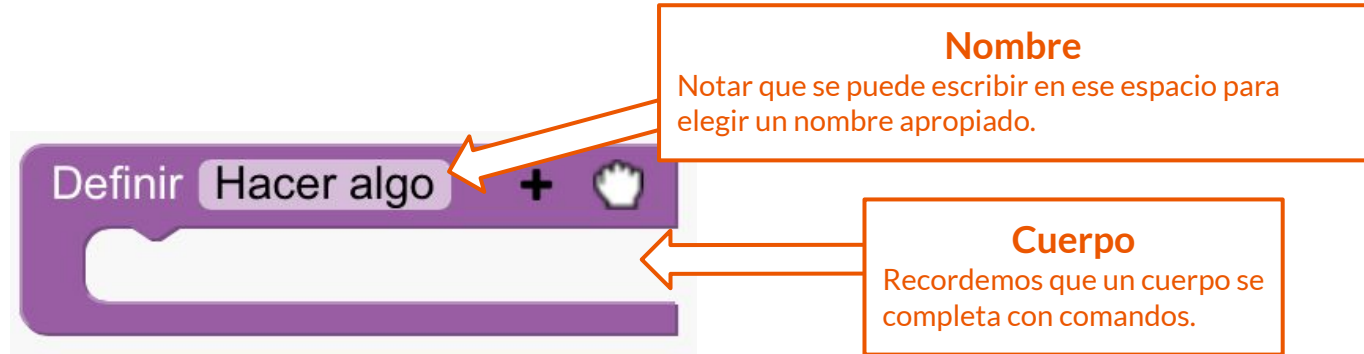 Nombre
Notar que se puede escribir en ese espacio para
elegir un nombre apropiado.
Definir Hacer algo +
Cuerpo
Recordemos que un cuerpo se
completa con comandos.